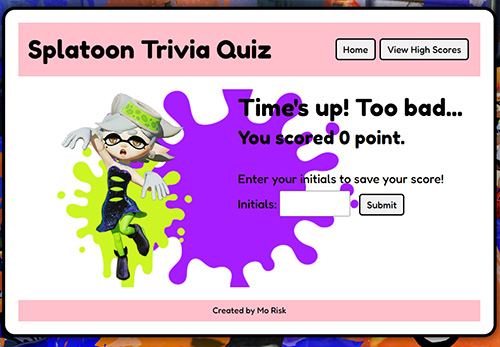 Splatoon Trivia Quiz
Home
View High Scores
Time's up! Too bad...
You scored 0 point.
Enter your initials to save your score!
Initials:
Submit
Created by Mo Risk